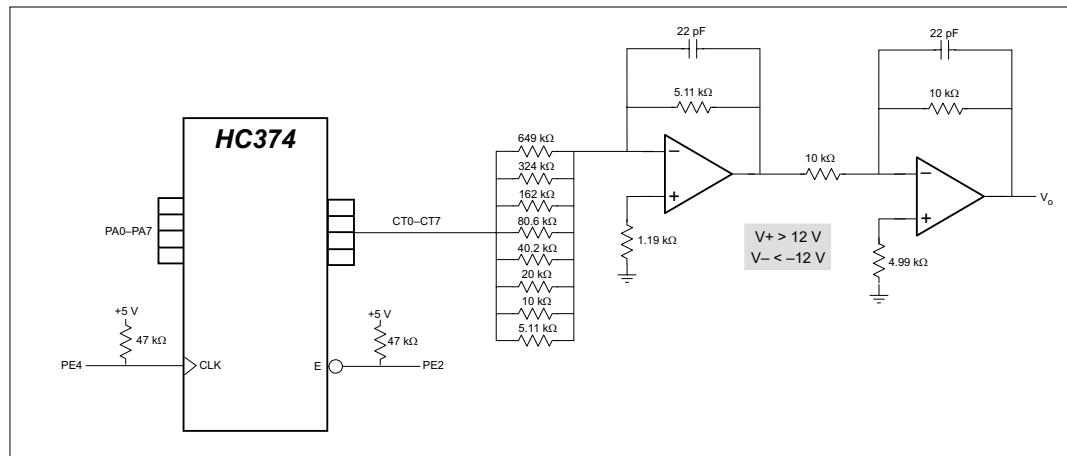 HC374
PA0–PA7
CT0–CT7
+5 V
47 kΩ
PE4
CLK
+5 V
47 kΩ
E
PE2
649 kΩ
324 kΩ
162 kΩ
80.6 kΩ
40.2 kΩ
20 kΩ
10 kΩ
5.11 kΩ
22 pF
5.11 kΩ
–
+
1.19 kΩ
10 kΩ
V+ > 12 V
V– < –12 V
22 pF
10 kΩ
–
+
4.99 kΩ
Vo